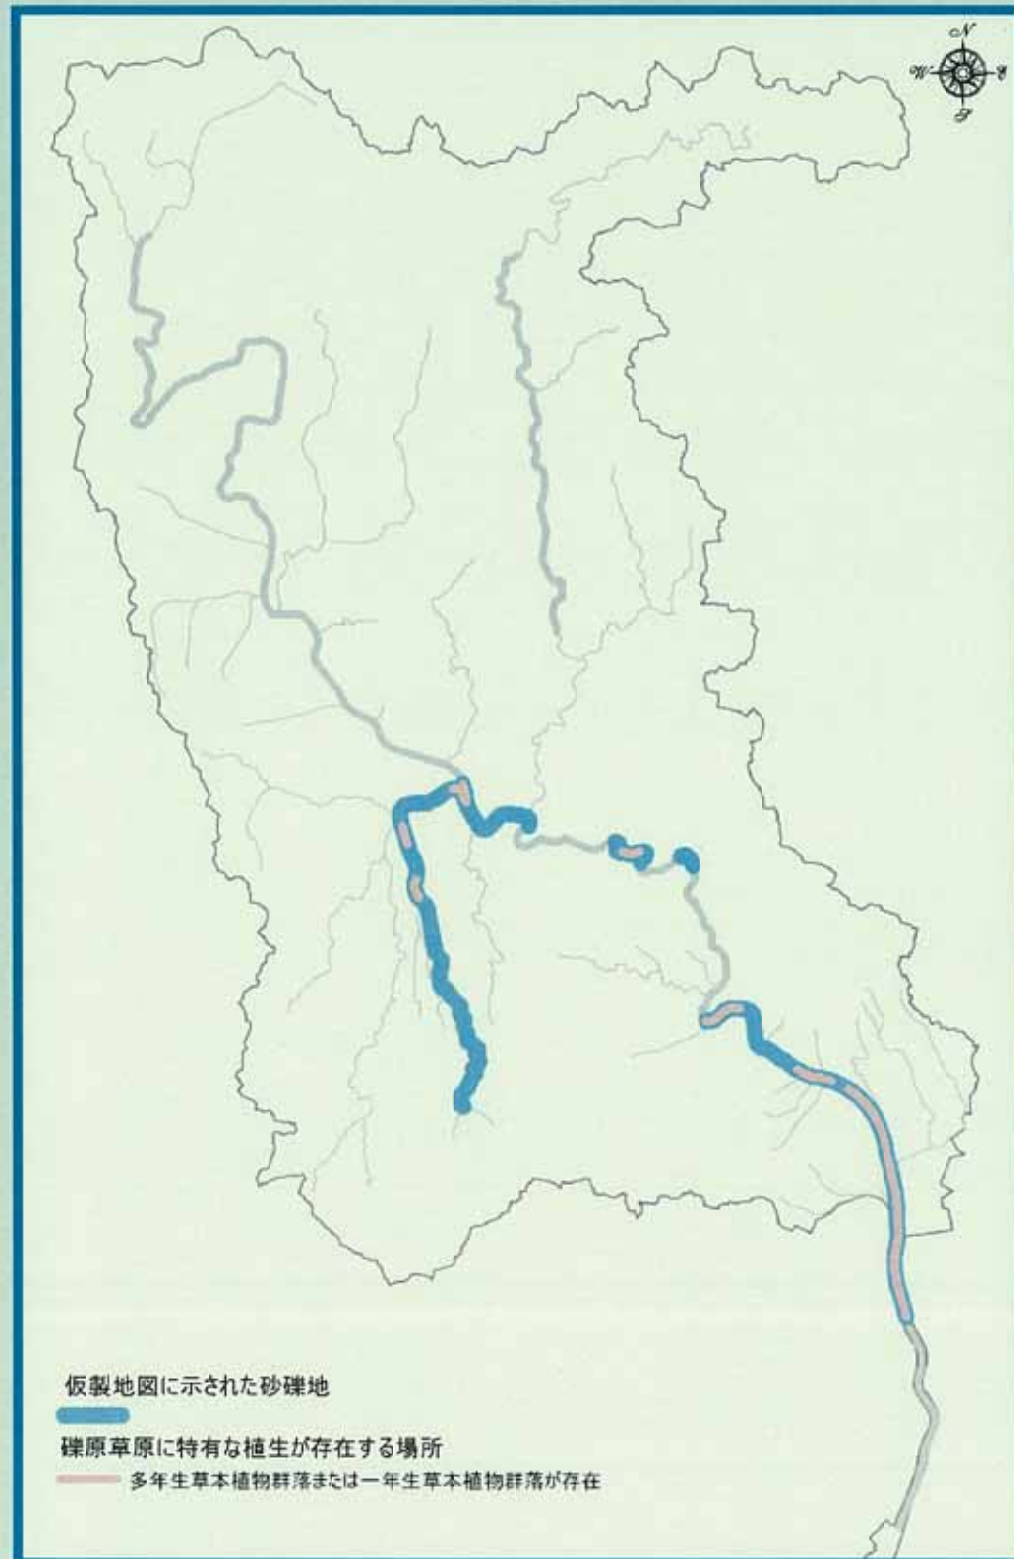 N
W
S
仮製地図に示された砂礫地
礫原草原に特有な植生が存在する場所
多年生草本植物群落または一年生草本植物群落が存在